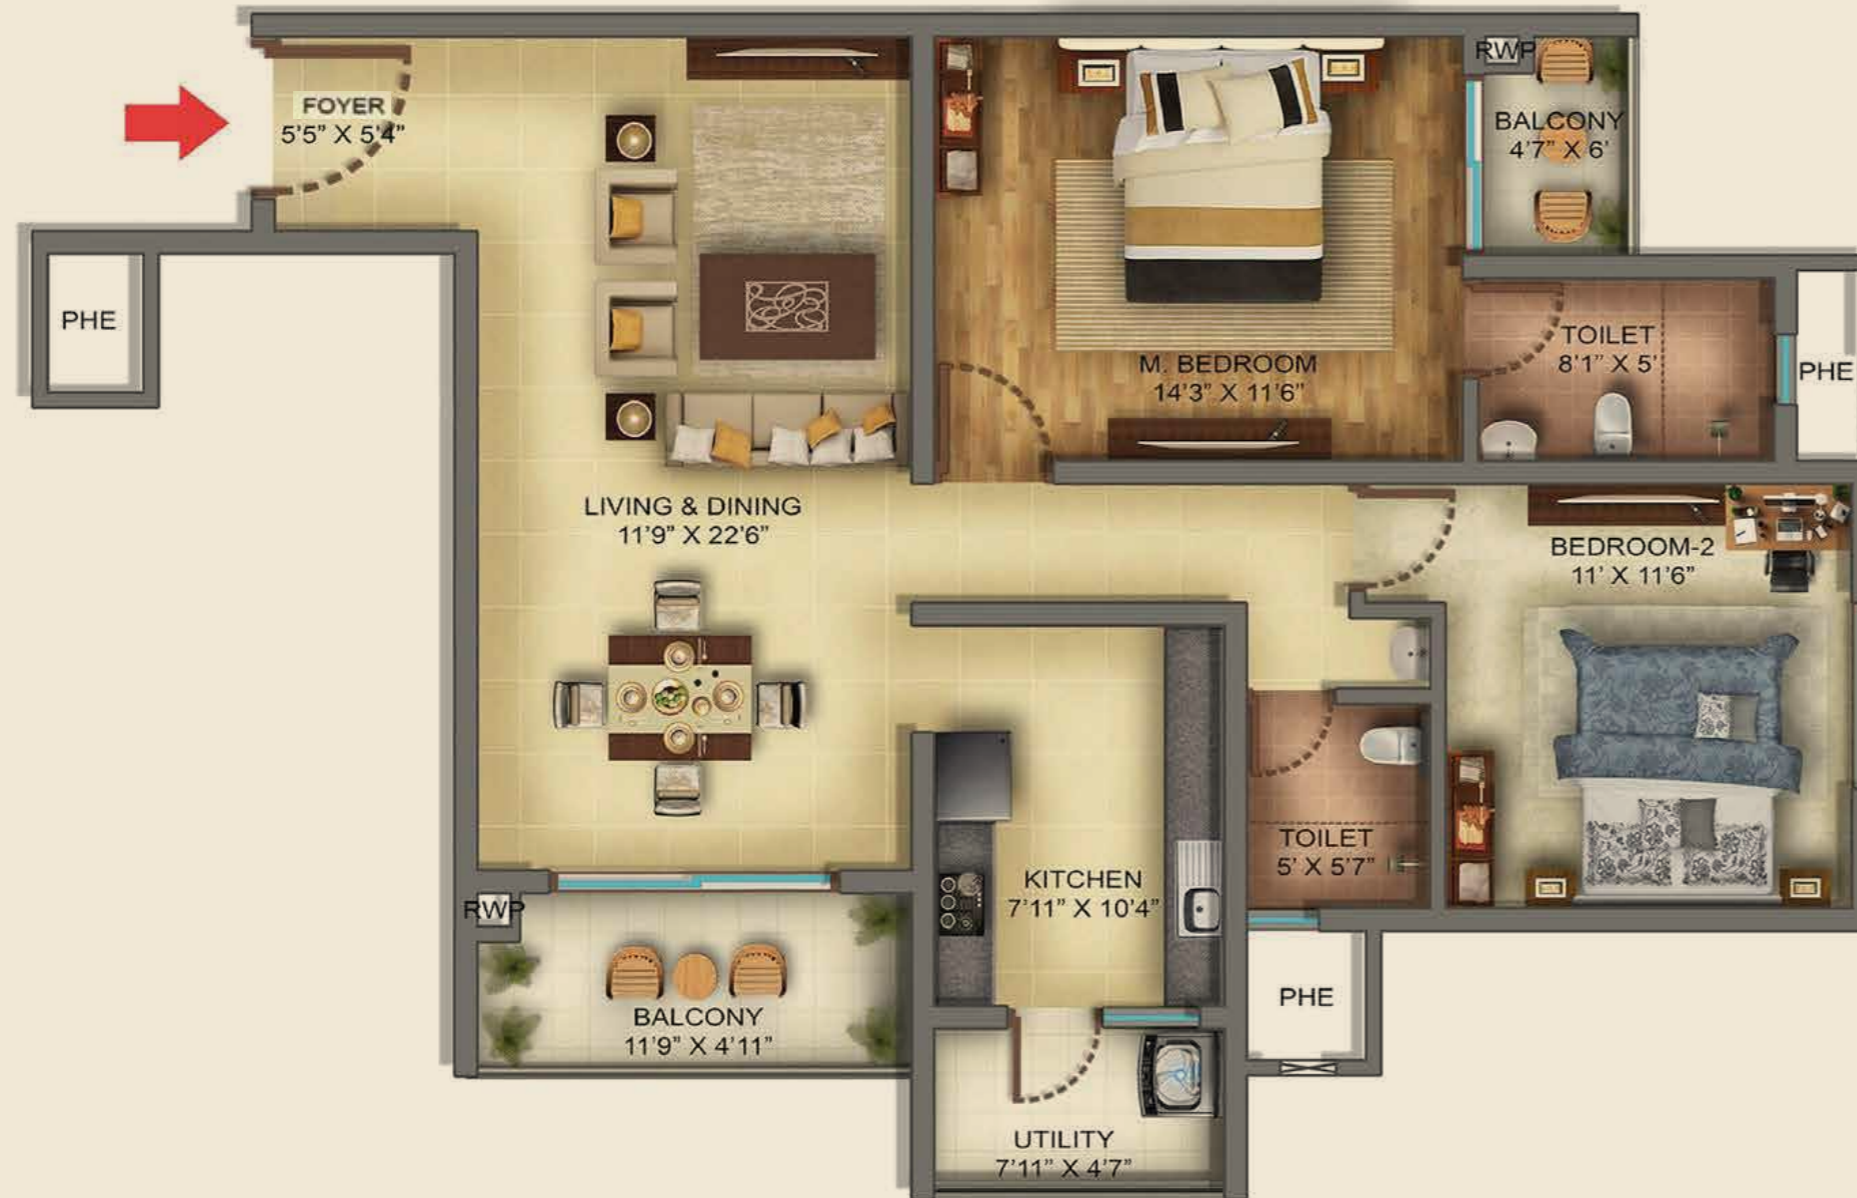 FOYER
5'5” X 5'4”
RWP
BALCONY
4'7” X 6'
PHE
TOILET
8'1” X 5'
PHE
M. BEDROOM
14'3” X 11'6”
LIVING & DINING
11'9” X 22'6”
BEDROOM-2
11' X 11'6”
TOILET
5' X 5'7”
KITCHEN
7'11” X 10'4”
RWP
PHE
BALCONY
11'9” X 4'11”
UTILITY
7'11” X 4'7”